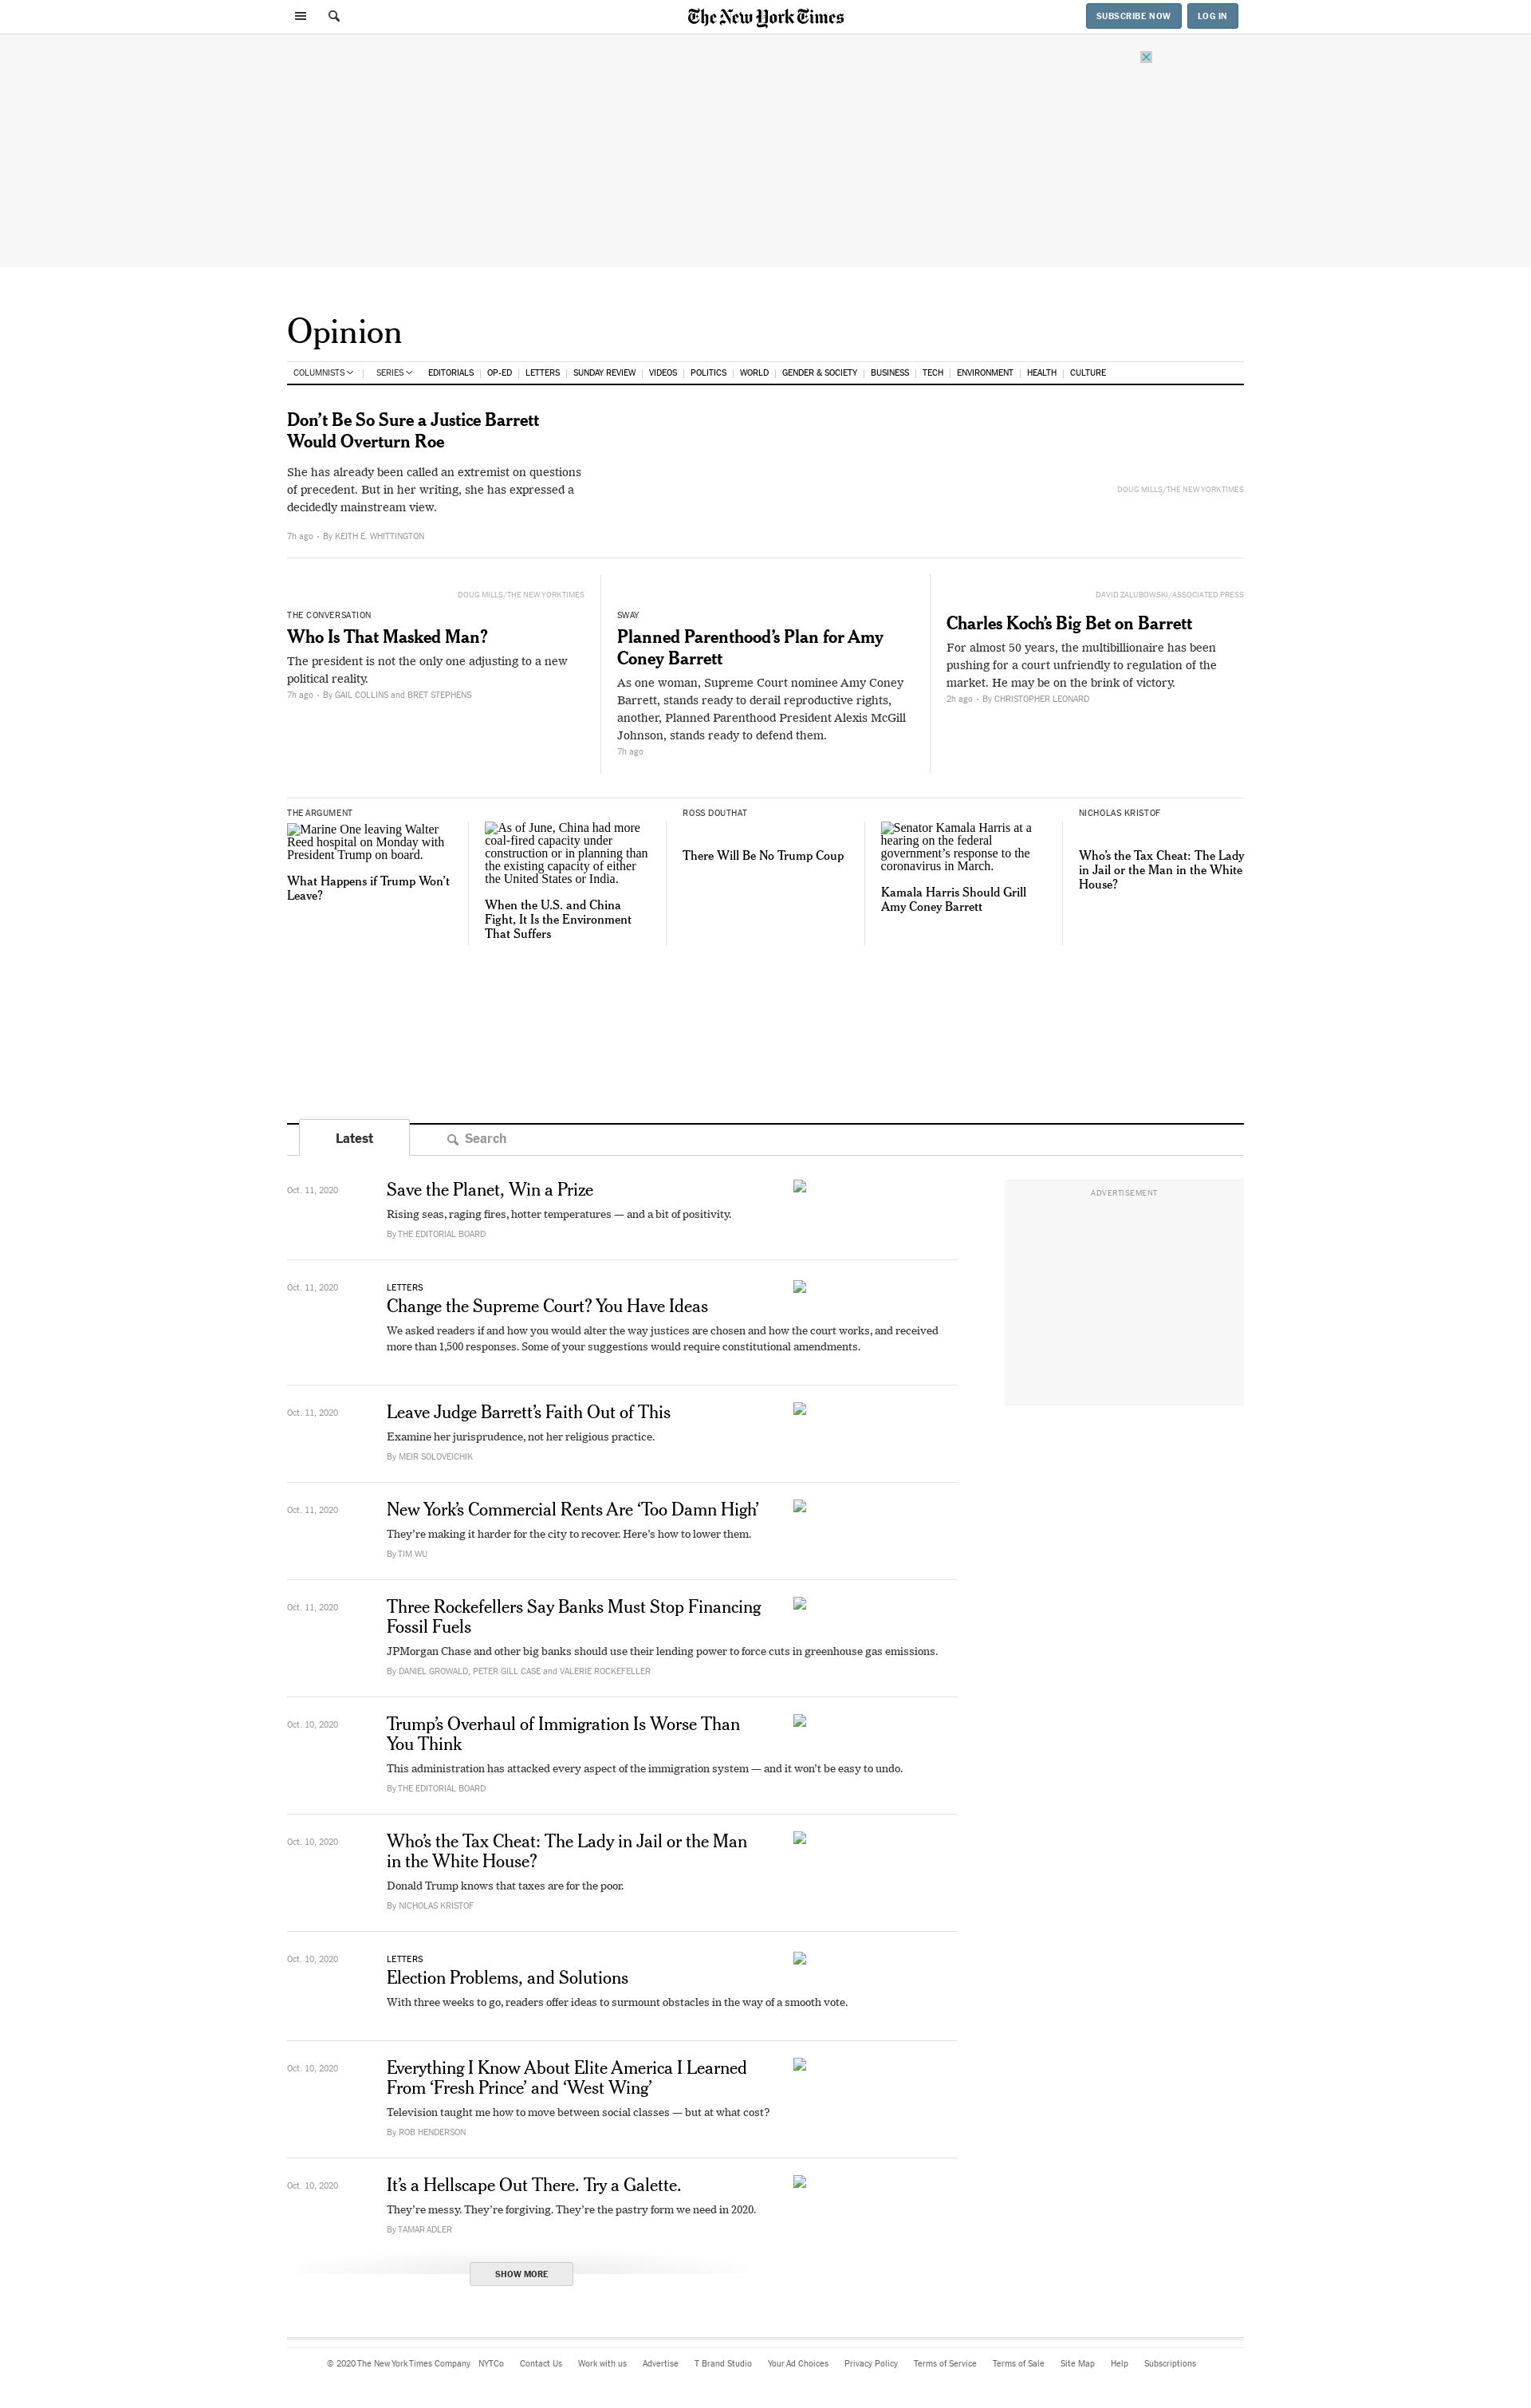 The New York Times
SUBSCRIBE NOW
LOG IN
Opinion
COLUMNISTS
SERIES
EDITORIALS
OP-ED
LETTERS
SUNDAY REVIEW
VIDEOS
POLITICS
WORLD
GENDER & SOCIETY
BUSINESS
TECH
ENVIRONMENT
HEALTH
CULTURE
Don’t Be So Sure a Justice Barrett
Would Overturn Roe
She has already been called an extremist on questions
of precedent. But in her writing, she has expressed a
decidedly mainstream view.
7h ago • By KEITH E. WHITTINGTON
DOUG MILLS/THE NEW YORK TIMES
DOUG MILLS/THE NEW YORK TIMES
THE CONVERSATION
Who Is That Masked Man?
The president is not the only one adjusting to a new
political reality.
7h ago • By GAIL COLLINS and BRET STEPHENS
SWAY
Planned Parenthood’s Plan for Amy
Coney Barrett
As one woman, Supreme Court nominee Amy Coney
Barrett, stands ready to derail reproductive rights,
another, Planned Parenthood President Alexis McGill
Johnson, stands ready to defend them.
7h ago
DAVID ZALUBOWSKI/ASSOCIATED PRESS
Charles Koch’s Big Bet on Barrett
For almost 50 years, the multibillionaire has been
pushing for a court unfriendly to regulation of the
market. He may be on the brink of victory.
2h ago • By CHRISTOPHER LEONARD
THE ARGUMENT
Marine One leaving Walter
Reed hospital on Monday with
President Trump on board.
What Happens if Trump Won’t
Leave?
As of June, China had more
coal-fired capacity under
construction or in planning than
the existing capacity of either
the United States or India.
When the U.S. and China
Fight, It Is the Environment
That Suffers
ROSS DOUTHAT
There Will Be No Trump Coup
Senator Kamala Harris at a
hearing on the federal
government’s response to the
coronavirus in March.
Kamala Harris Should Grill
Amy Coney Barrett
NICHOLAS KRISTOF
Who’s the Tax Cheat: The Lady
in Jail or the Man in the White
House?
Latest
Search
Oct. 11, 2020
Save the Planet, Win a Prize
Rising seas, raging fires, hotter temperatures — and a bit of positivity.
By THE EDITORIAL BOARD
ADVERTISEMENT
Oct. 11, 2020
LETTERS
Change the Supreme Court? You Have Ideas
We asked readers if and how you would alter the way justices are chosen and how the court works, and received
more than 1,500 responses. Some of your suggestions would require constitutional amendments.
Oct. 11, 2020
Leave Judge Barrett’s Faith Out of This
Examine her jurisprudence, not her religious practice.
By MEIR SOLOVEICHIK
Oct. 11, 2020
New York’s Commercial Rents Are ‘Too Damn High’
They’re making it harder for the city to recover. Here’s how to lower them.
By TIM WU
Oct. 11, 2020
Three Rockefellers Say Banks Must Stop Financing
Fossil Fuels
JPMorgan Chase and other big banks should use their lending power to force cuts in greenhouse gas emissions.
By DANIEL GROWALD, PETER GILL CASE and VALERIE ROCKEFELLER
Oct. 10, 2020
Trump’s Overhaul of Immigration Is Worse Than
You Think
This administration has attacked every aspect of the immigration system — and it won’t be easy to undo.
By THE EDITORIAL BOARD
Oct. 10, 2020
Who’s the Tax Cheat: The Lady in Jail or the Man
in the White House?
Donald Trump knows that taxes are for the poor.
By NICHOLAS KRISTOF
Oct. 10, 2020
LETTERS
Election Problems, and Solutions
With three weeks to go, readers offer ideas to surmount obstacles in the way of a smooth vote.
Oct. 10, 2020
Everything I Know About Elite America I Learned
From ‘Fresh Prince’ and ‘West Wing’
Television taught me how to move between social classes — but at what cost?
By ROB HENDERSON
Oct. 10, 2020
It’s a Hellscape Out There. Try a Galette.
They’re messy. They’re forgiving. They’re the pastry form we need in 2020.
By TAMAR ADLER
SHOW MORE
© 2020 The New York Times Company
NYTCo
Contact Us
Work with us
Advertise
T Brand Studio
Your Ad Choices
Privacy Policy
Terms of Service
Terms of Sale
Site Map
Help
Subscriptions